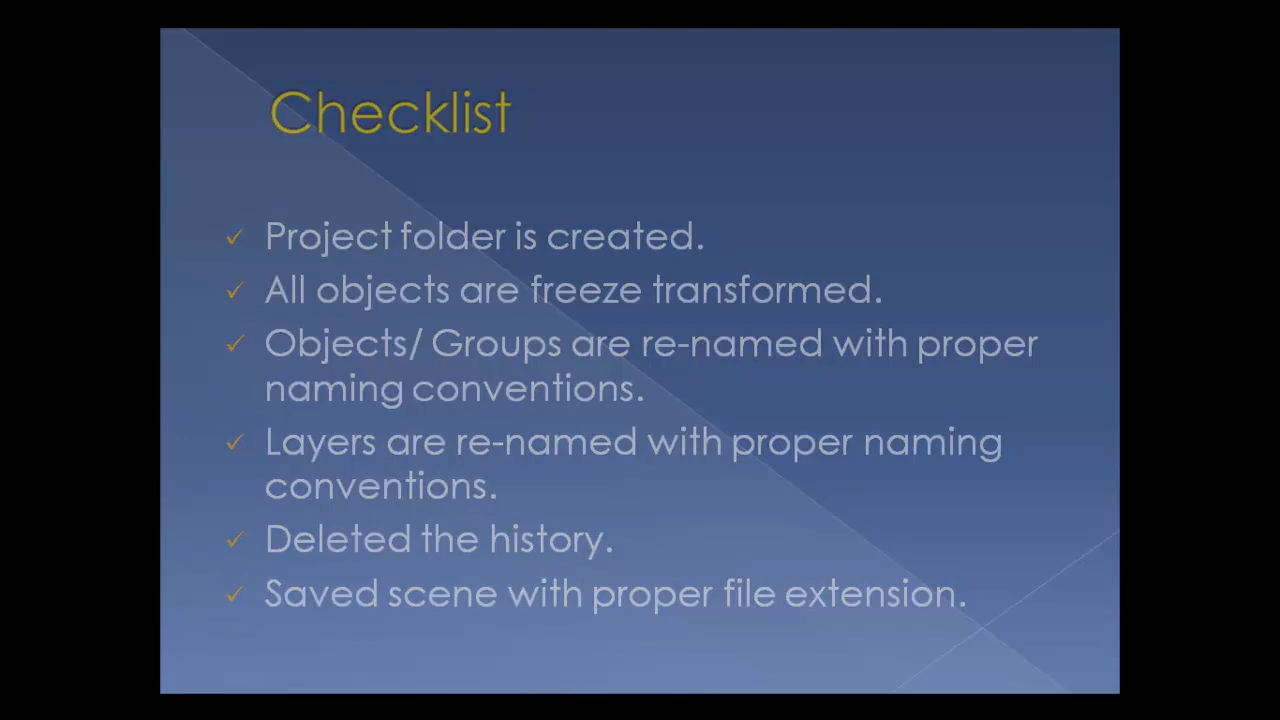 Checklist
Project folder is created.
All objects are freeze transformed.
Objects/ Groups are re-named with proper
naming conventions.
Layers are re-named with proper naming
conventions.
Deleted the history.
Saved scene with proper file extension.